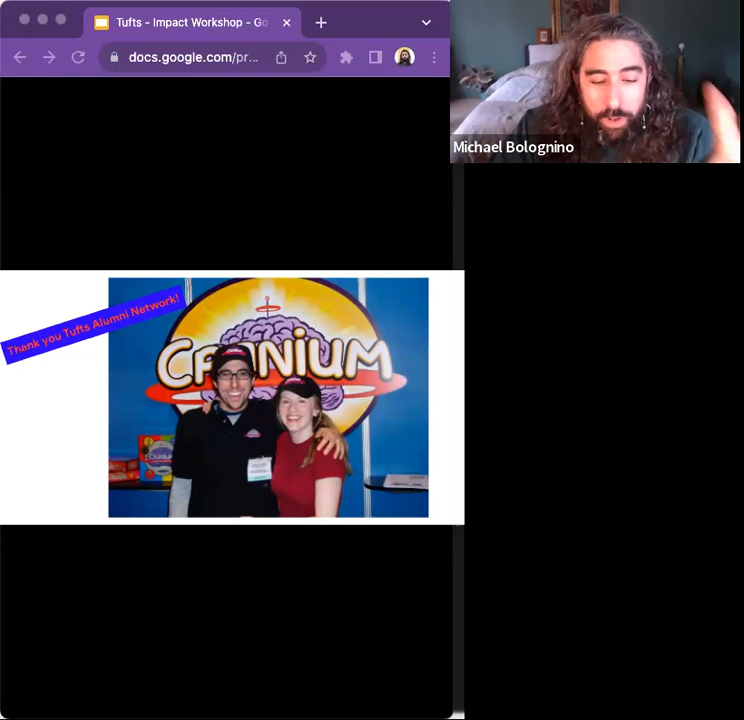 Tufts - Impact Workshop - Go
docs.google.com/pr...
Michael Bolognino
Thank you Tufts Alumni Network!
CRANIUM